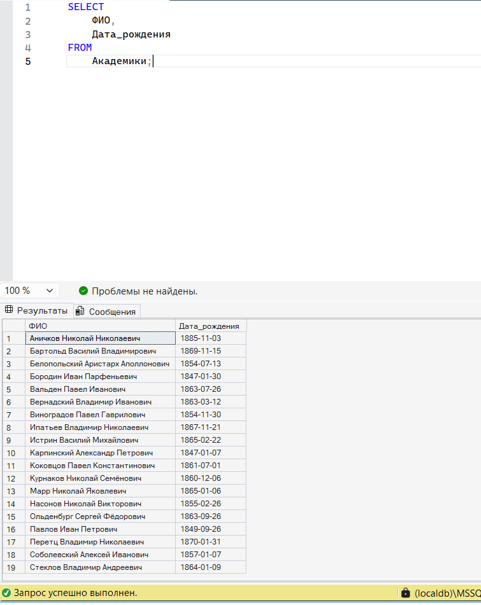 1 SELECT
2 ФИО,
3 Дата_рождения
4 FROM
5 Академики;
100 % Проблемы не найдены.
Результаты Сообщения
ФИО Дата_рождения
1 Аничков Николай Николаевич 1885-11-03
2 Бартольд Василий Владимирович 1869-11-15
3 Белопольский Аристарх Аполлонович 1854-07-13
4 Бородин Иван Парфеньевич 1847-01-30
5 Вальден Павел Иванович 1863-07-26
6 Вернадский Владимир Иванович 1863-03-12
7 Виноградов Павел Гаврилович 1854-11-30
8 Ипатьев Владимир Николаевич 1867-11-21
9 Истрин Василий Михайлович 1865-02-22
10 Карпинский Александр Петрович 1847-01-07
11 Коковцов Павел Константинович 1861-07-01
12 Курнаков Николай Семёнович 1860-12-06
13 Марр Николай Яковлевич 1865-01-06
14 Насонов Николай Викторович 1855-02-26
15 Ольденбург Сергей Фёдорович 1863-09-26
16 Павлов Иван Петрович 1849-09-26
17 Перетц Владимир Николаевич 1870-01-31
18 Соболевский Алексей Иванович 1857-01-07
19 Стеклов Владимир Андреевич 1864-01-09
Запрос успешно выполнен. (localdb)\MSSQ